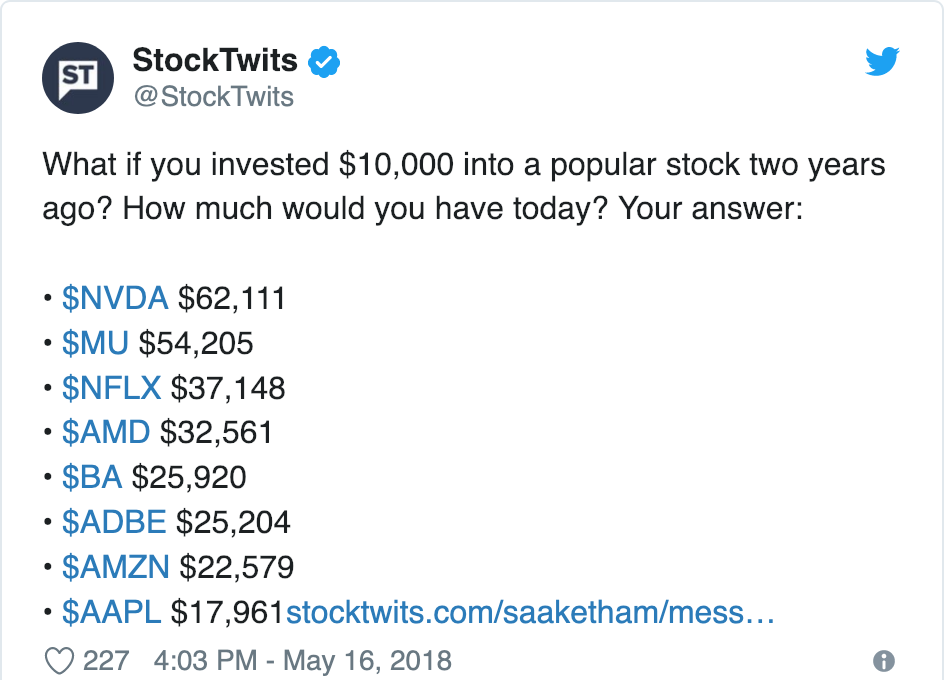 ST
StockTwits
@StockTwits
What if you invested $10,000 into a popular stock two years
ago? How much would you have today? Your answer:
• $NVDA $62,111
• $MU $54,205
• $NFLX $37,148
• $AMD $32,561
• $BA $25,920
• $ADBE $25,204
• $AMZN $22,579
• $AAPL $17,961stocktwits.com/saaketham/mess…
227 4:03 PM - May 16, 2018